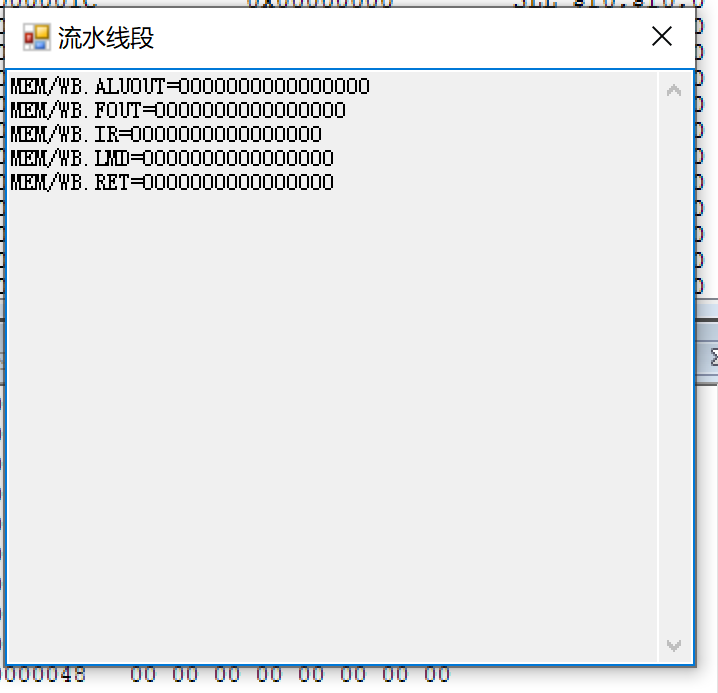 流水线段
MEM/WB.ALUOUT=0000000000000000
MEM/WB.FOUT=0000000000000000
MEM/WB.IR=0000000000000000
MEM/WB.LMD=0000000000000000
MEM/WB.RET=0000000000000000
0000048 00 00 00 00 00 00 00 00